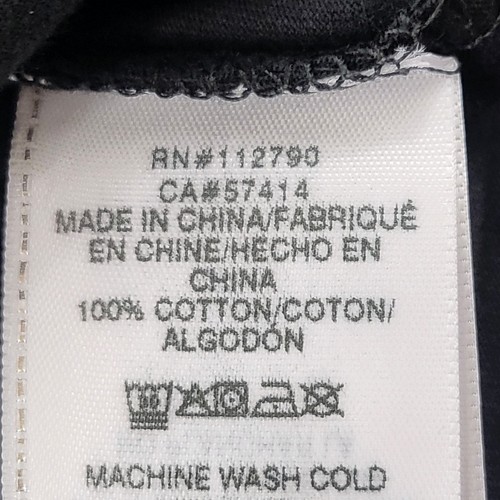 RN#112790
CA#57414
MADE IN CHINA/FABRIQUÉ
EN CHINE/HECHO EN
CHINA
100% COTTON/COTON/
ALGODÓN
MACHINE WASH COLD